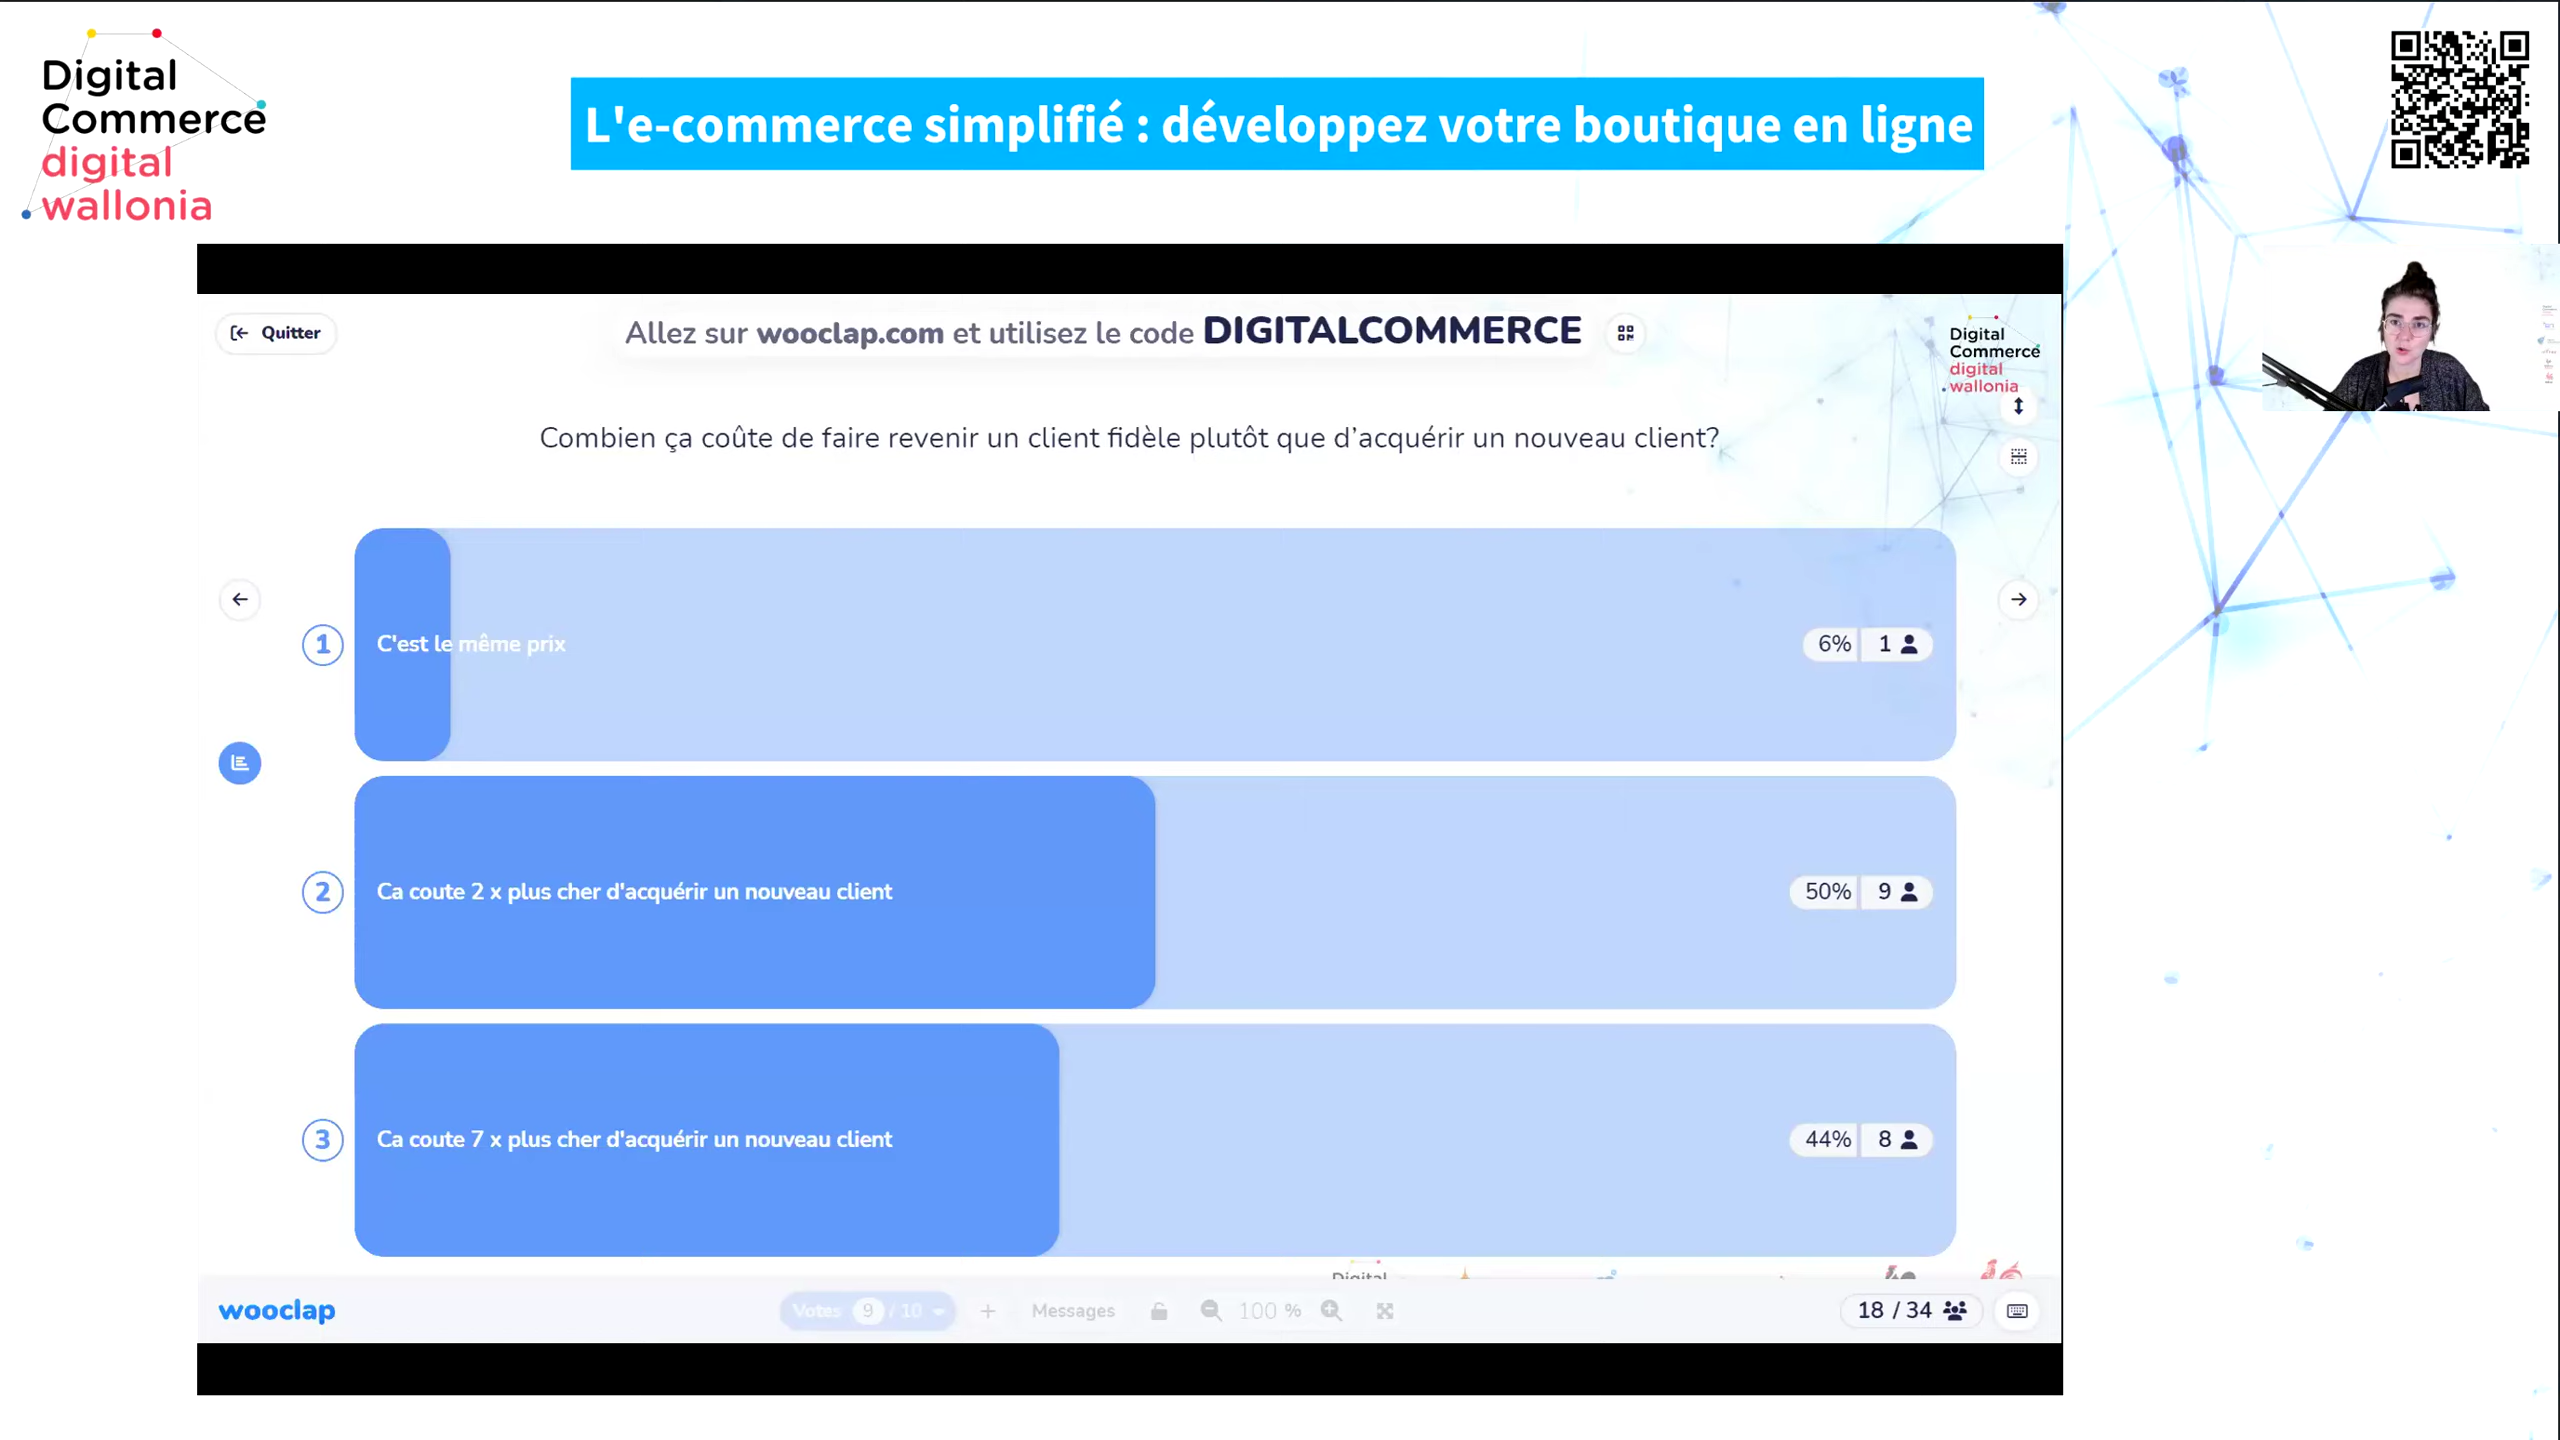 Digital
Commerce
digital
wallonia
L'e-commerce simplifié : développez votre boutique en ligne
Quitter
Allez sur wooclap.com et utilisez le code DIGITALCOMMERCE
Digital
Commerce
digital
wallonia
Combien ça coûte de faire revenir un client fidèle plutôt que d’acquérir un nouveau client?
1 C'est le même prix 6% 1
2 Ca coute 2 x plus cher d'acquérir un nouveau client 50% 9
3 Ca coute 7 x plus cher d'acquérir un nouveau client 44% 8
Digital
wooclap
Votes 9 / 10
+
Messages
100 %
18 / 34